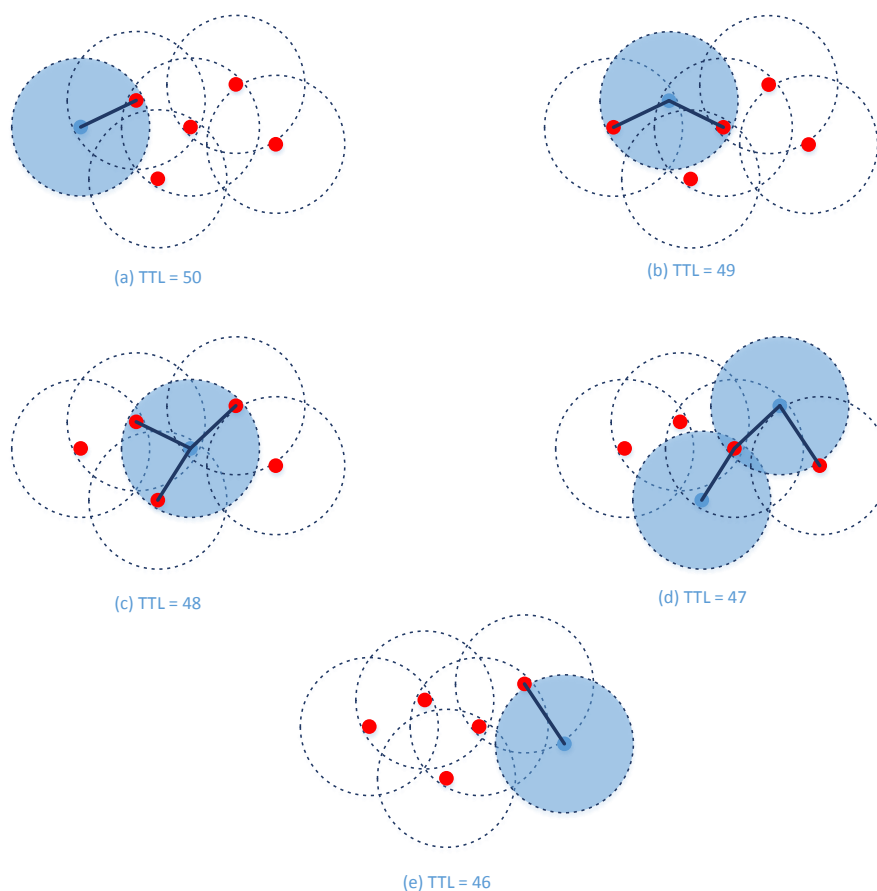 (a) TTL = 50
(b) TTL = 49
(c) TTL = 48
(d) TTL = 47
(e) TTL = 46